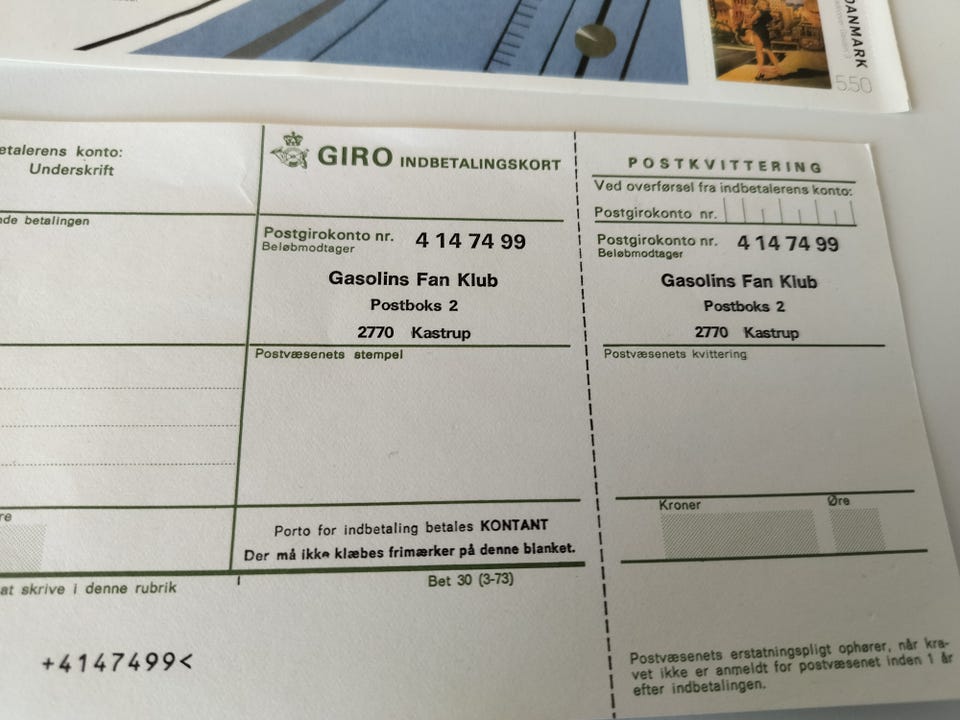 DANMARK
5.50
etalerens konto:
Underskrift
de betalingen
re
at skrive i denne rubrik
+4147499<
GIRO INDBETALINGSKORT
Postgirokonto nr. 4 14 74 99
Beløbmodtager
Gasolins Fan Klub
Postboks 2
2770 Kastrup
Postvæsenets stempel
Porto for indbetaling betales KONTANT
Der må ikke klæbes frimærker på denne blanket.
Bet 30 (3-73)
POSTKVITTERING
Ved overførsel fra indbetalerens konto:
Postgirokonto nr.
Postgirokonto nr. 4 14 74 99
Beløbmodtager
Gasolins Fan Klub
Postboks 2
2770 Kastrup
Postvæsenets kvittering
Kroner Øre
Postvæsenets erstatningspligt ophører, når kra-
vet ikke er anmeldt for postvæsenet inden 1 år
efter indbetalingen.